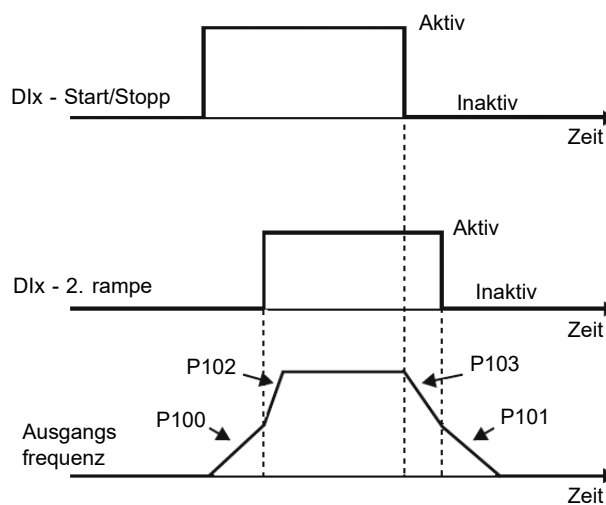 Aktiv
DIx - Start/Stopp
Inaktiv
Zeit
Aktiv
DIx - 2. rampe
Inaktiv
Zeit
P102
P103
P100
P101
Ausgangs
frequenz
Zeit